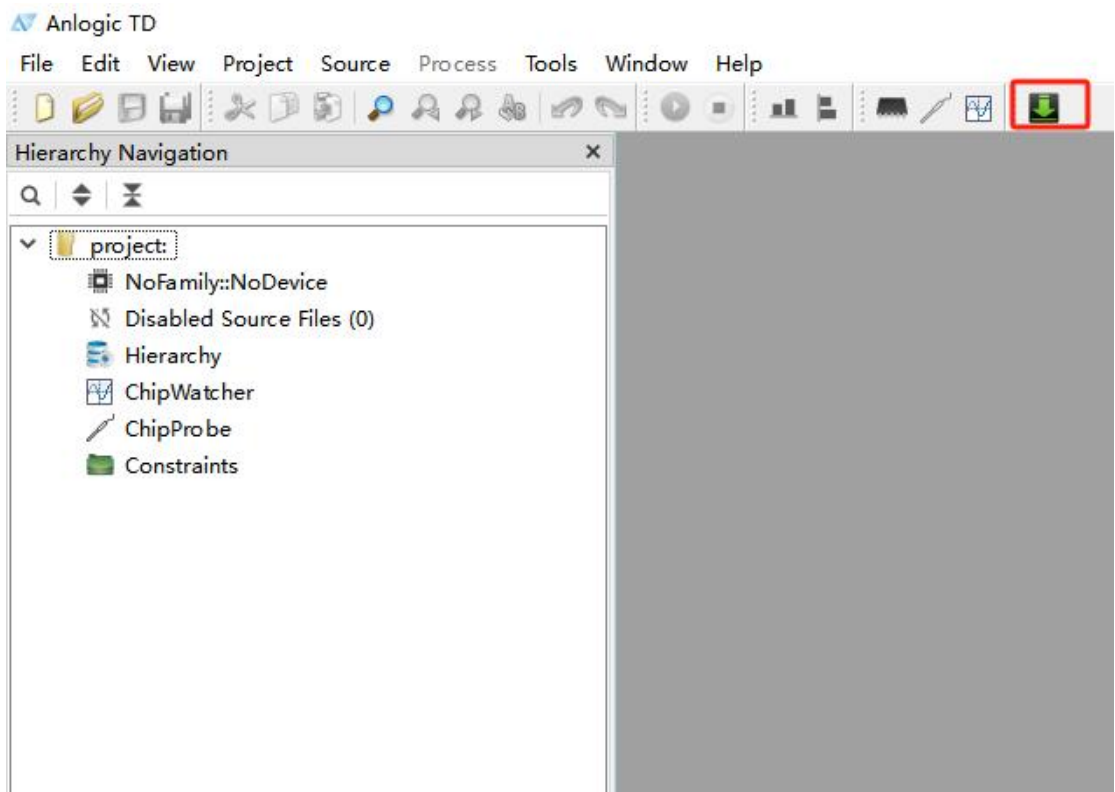 Anlogic TD
File Edit View Project Source Process Tools Window Help
Hierarchy Navigation
project:
NoFamily::NoDevice
Disabled Source Files (0)
Hierarchy
ChipWatcher
ChipProbe
Constraints